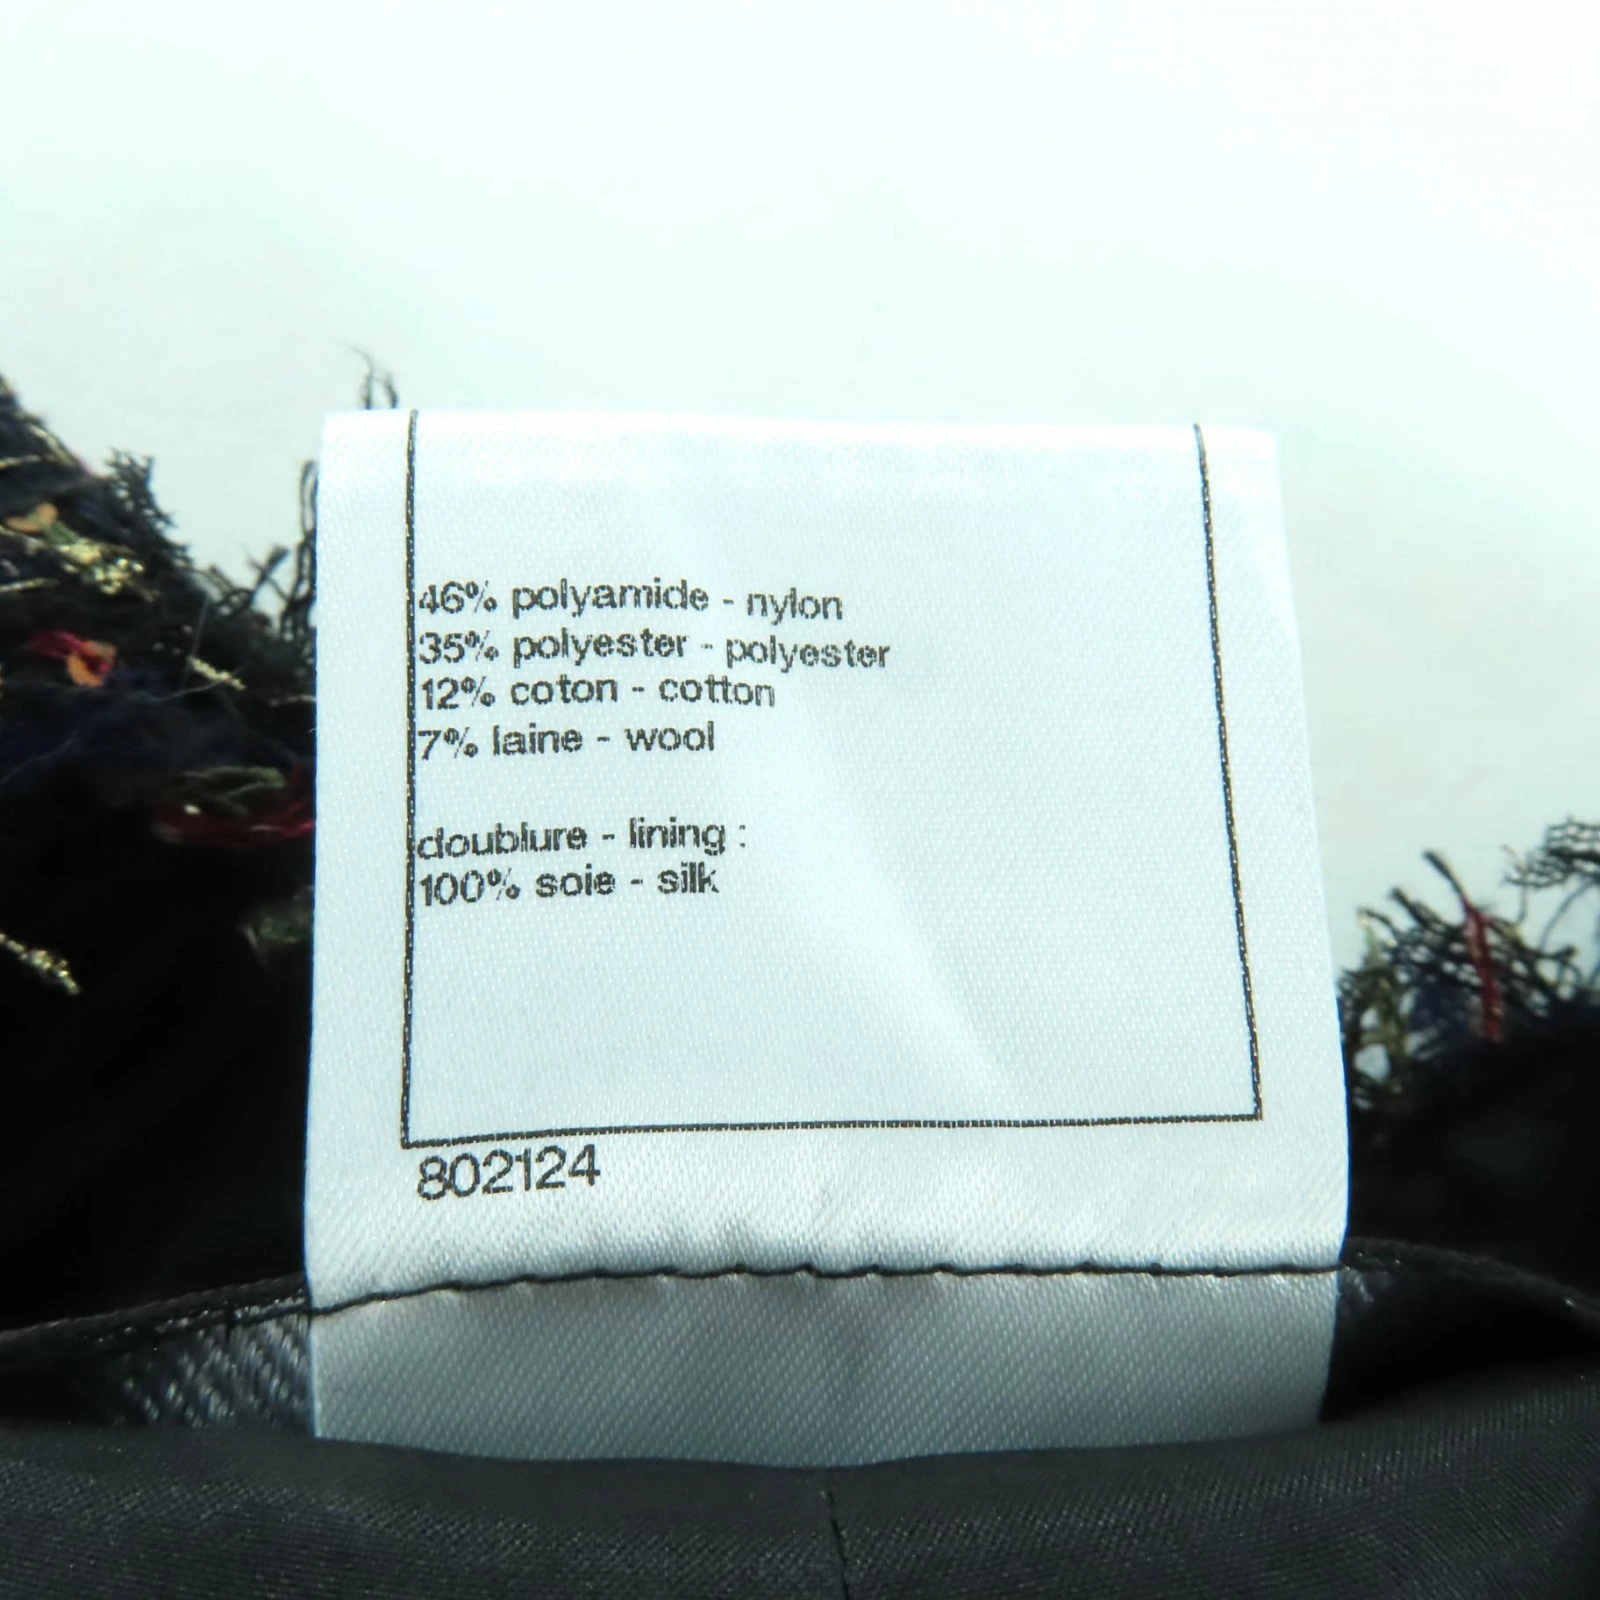 46% polyamide - nylon
35% polyester - polyester
12% coton - cotton
7% laine - wool
doublure - lining :
100% soie - silk
802124